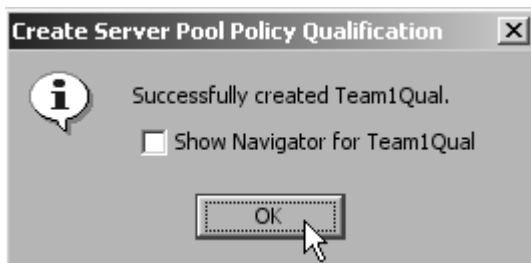 Create Server Pool Policy Qualification
Successfully created Team1Qual.
Show Navigator for Team1Qual
OK